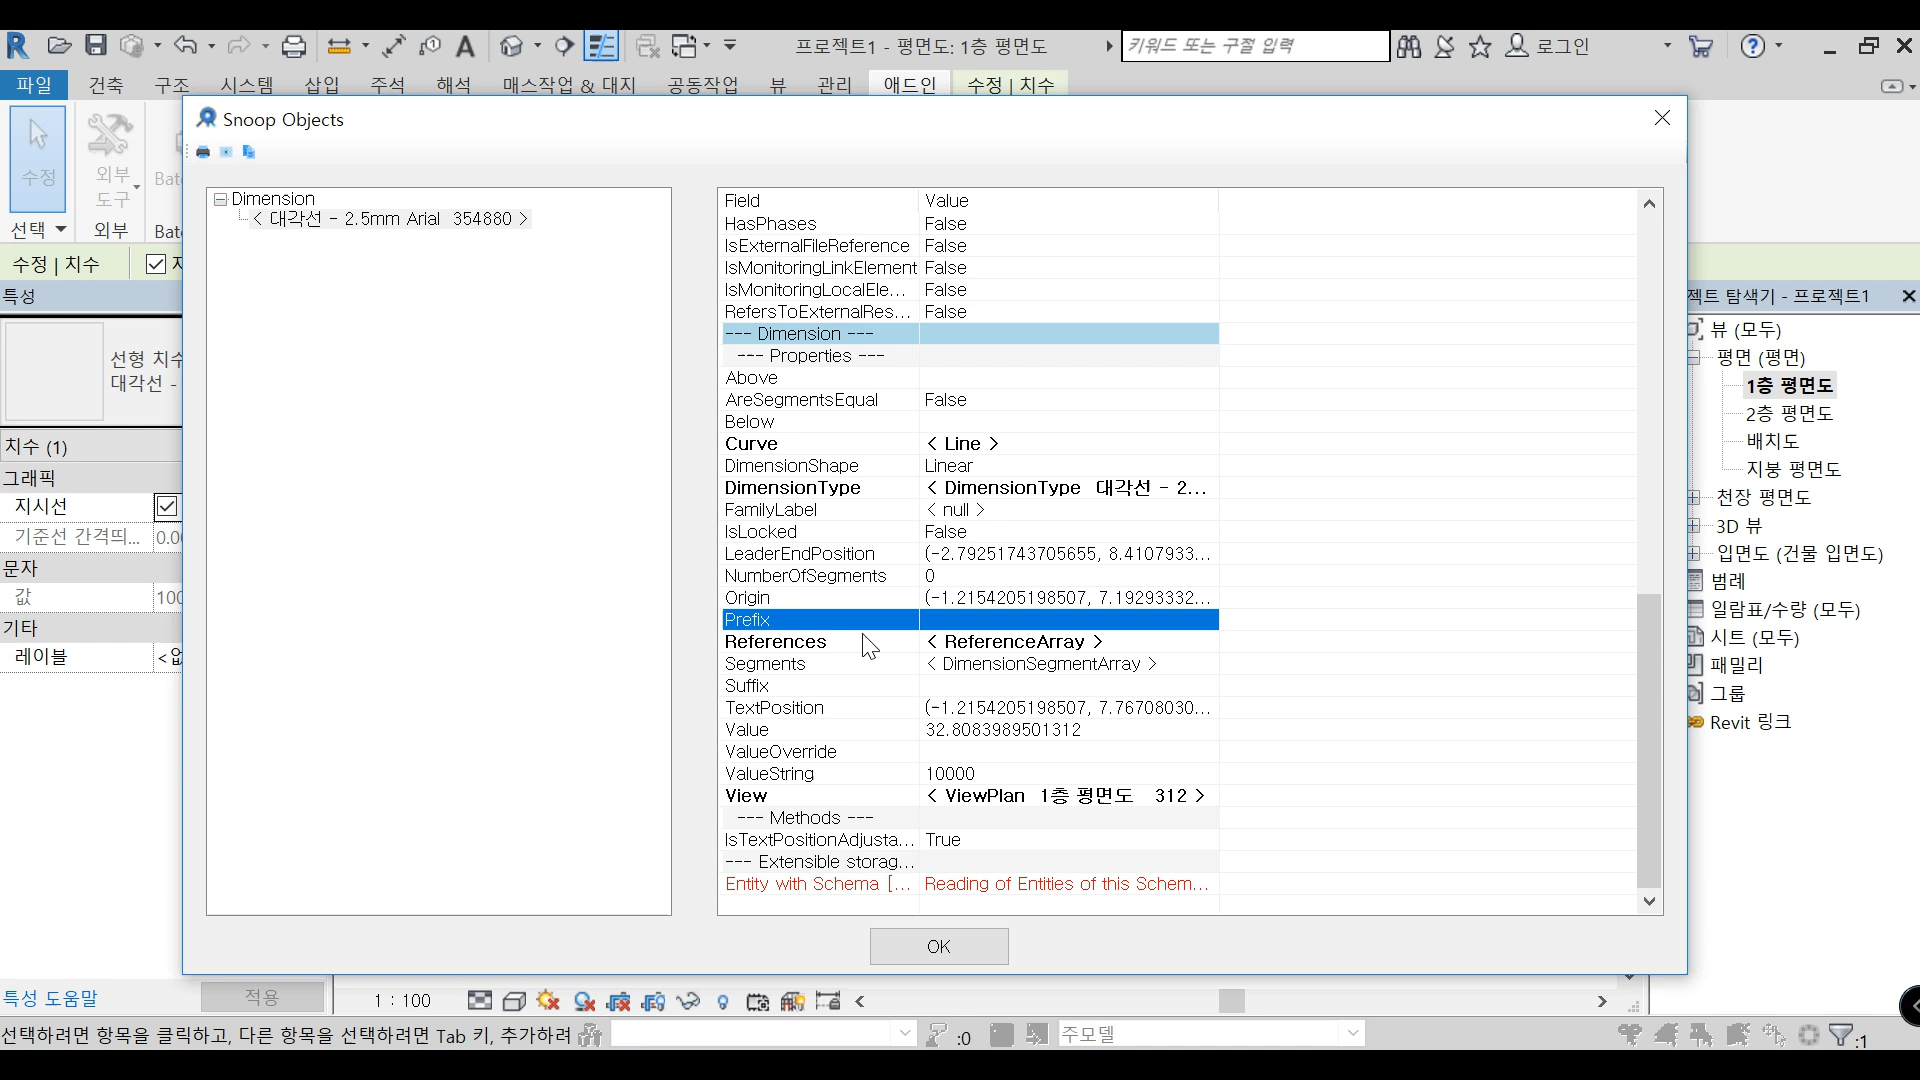 프로젝트1 - 평면도: 1층 평면도
키워드 또는 구절 입력
로그인
파일 건축 구조 시스템 삽입 주석 해석 매스작업 & 대지 공동작업 뷰 관리 애드인 수정 | 치수
Snoop Objects
수정
외부
도구
Bat
선택
외부
Bat
수정 | 치수
특성
선형 치수
대각선 -
치수 (1)
그래픽
지시선
기준선 간격띄... 0.0
문자
값 100
기타
레이블
특성 도움말
적용
Dimension
< 대각선 - 2.5mm Arial 354880 >
Field Value
HasPhases False
IsExternalFileReference False
IsMonitoringLinkElement False
IsMonitoringLocalEle... False
RefersToExternalRes... False
--- Dimension ---
--- Properties ---
Above
AreSegmentsEqual False
Below
Curve < Line >
DimensionShape Linear
DimensionType < DimensionType 대각선 - 2...
FamilyLabel < null >
IsLocked False
LeaderEndPosition (-2.79251743705655, 8.4107933...
NumberOfSegments 0
Origin (-1.2154205198507, 7.19293332...
Prefix
References < ReferenceArray >
Segments < DimensionSegmentArray >
Suffix
TextPosition (-1.2154205198507, 7.76708030...
Value 32.8083989501312
ValueOverride
ValueString 10000
View < ViewPlan 1층 평면도 312 >
--- Methods ---
IsTextPositionAdjusta... True
--- Extensible storag...
Entity with Schema [... Reading of Entities of this Schem...
OK
젝트 탐색기 - 프로젝트1
뷰 (모두)
평면 (평면)
1층 평면도
2층 평면도
배치도
지붕 평면도
천장 평면도
3D 뷰
입면도 (건물 입면도)
범례
일람표/수량 (모두)
시트 (모두)
패밀리
그룹
Revit 링크
1 : 100
선택하려면 항목을 클릭하고, 다른 항목을 선택하려면 Tab 키, 추가하려
:0
주모델
:1